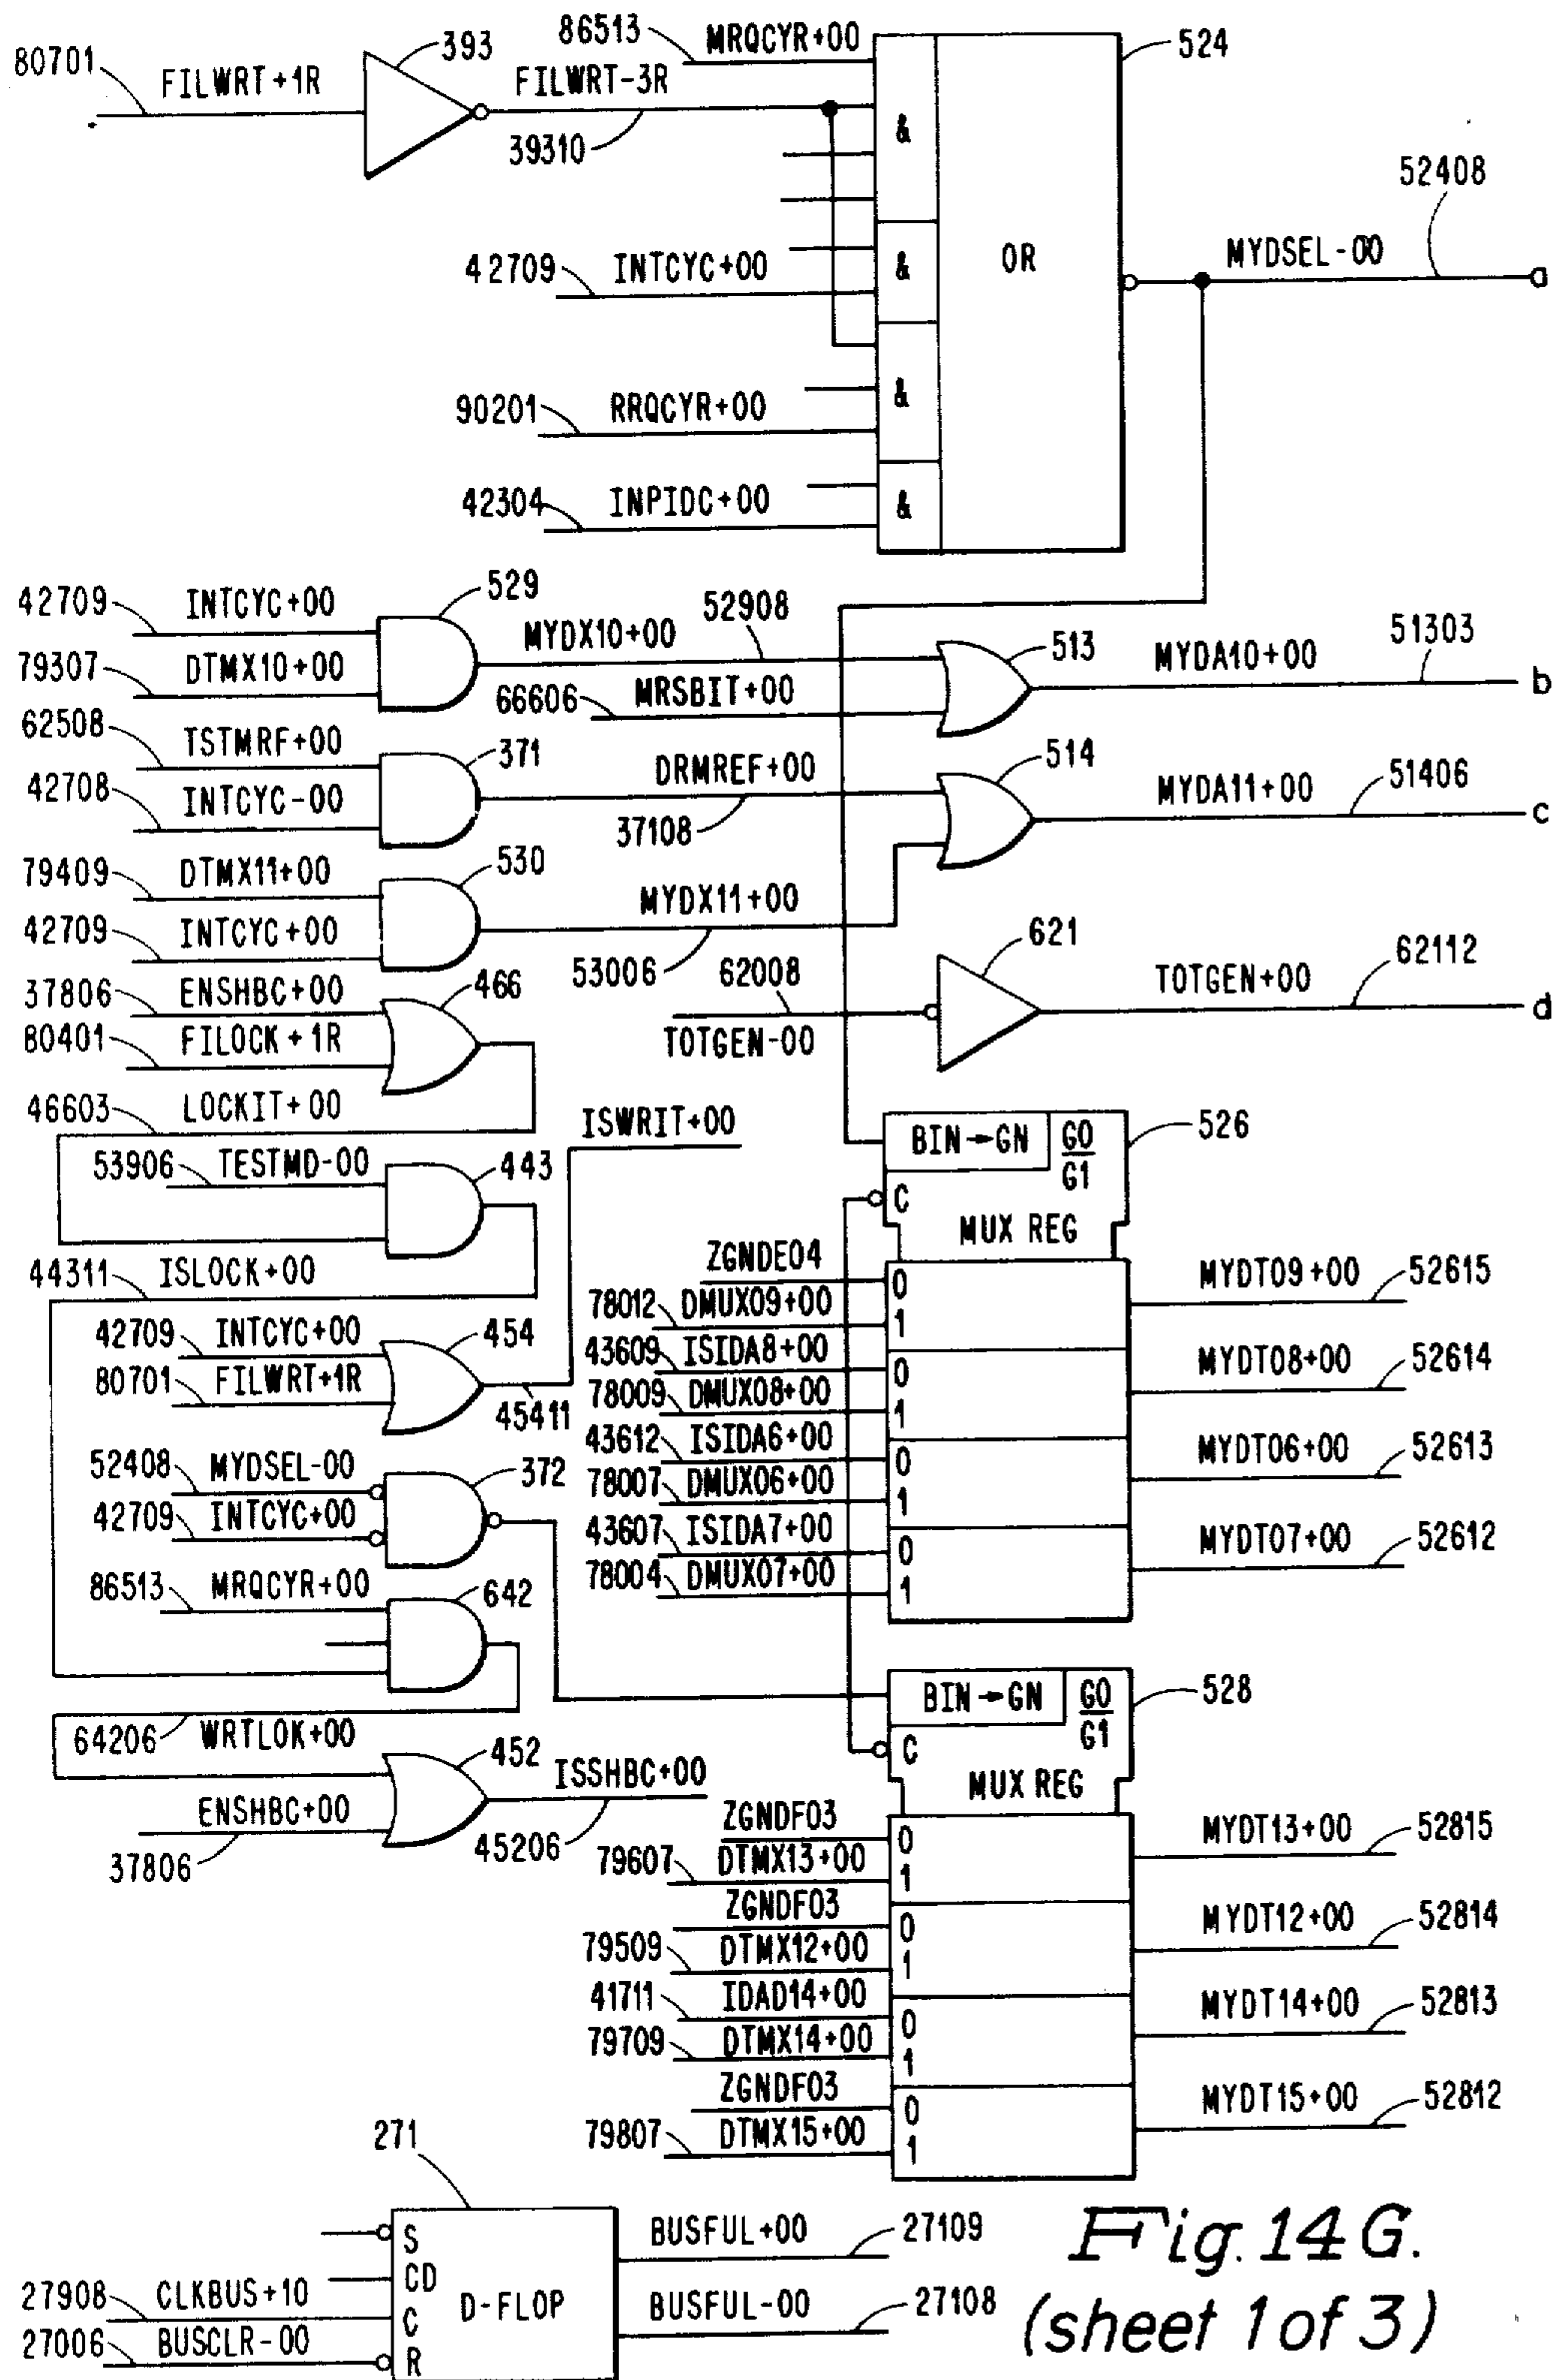 80701 FILWRT+1R 393 FILWRT-3R 39310
86513 MRQCYR+00 524
&
42709 INTCYC+00 &
OR
MYDSEL-00 52408 a
90201 RRQCYR+00 &
42304 INPIDC+00 &
42709 INTCYC+00 529
79307 DTMX10+00
MYDX10+00 52908 513 MYDA10+00 51303 b
66606 MRSBIT+00
62508 TSTMRF+00 371
42708 INTCYC-00
DRMREF+00 37108 514 MYDA11+00 51406 c
79409 DTMX11+00 530
42709 INTCYC+00
MYDX11+00 53006
62008 TOTGEN-00 621 TOTGEN+00 62112 d
37806 ENSHBC+00 466
80401 FILOCK+1R
46603 LOCKIT+00
53906 TESTMD-00 443
44311 ISLOCK+00
ISWRIT+00
42709 INTCYC+00 454
80701 FILWRT+1R 45411
52408 MYDSEL-00 372
42709 INTCYC+00
86513 MRQCYR+00 642
64206 WRTLOK+00
452 ISSHBC+00 45206
ENSHBC+00 37806
BIN→GN G0 G1 526
C
MUX REG
ZGNDE04 0 MYDT09+00 52615
78012 DMUX09+00 1
43609 ISIDA8+00 0 MYDT08+00 52614
78009 DMUX08+00 1
43612 ISIDA6+00 0 MYDT06+00 52613
78007 DMUX06+00 1
43607 ISIDA7+00 0 MYDT07+00 52612
78004 DMUX07+00 1
BIN→GN G0 G1 528
C
MUX REG
ZGNDF03 0 MYDT13+00 52815
79607 DTMX13+00 1
ZGNDF03 0 MYDT12+00 52814
79509 DTMX12+00 1
41711 IDAD14+00 0 MYDT14+00 52813
79709 DTMX14+00 1
ZGNDF03 0 MYDT15+00 52812
79807 DTMX15+00 1
271
S
CD
27908 CLKBUS+10 C
27006 BUSCLR-00 R
D-FLOP
BUSFUL+00 27109
BUSFUL-00 27108
Fig. 14G.
(sheet 1 of 3)